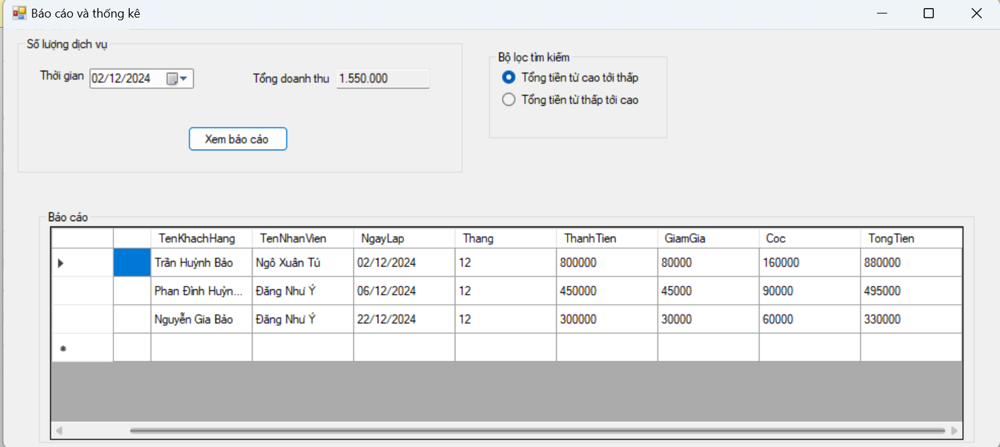 Báo cáo và thống kê
Số lượng dịch vụ
Thời gian 02/12/2024 Tổng doanh thu 1.550.000
Xem báo cáo
Bộ lọc tìm kiếm
Tổng tiền từ cao tới thấp
Tổng tiền từ thấp tới cao
Báo cáo
TenKhachHang TenNhanVien NgayLap Thang ThanhTien GiamGia Coc TongTien
Trần Huỳnh Bảo Ngô Xuân Tú 02/12/2024 12 800000 80000 160000 880000
Phan Đình Huỳn... Đăng Như Ý 06/12/2024 12 450000 45000 90000 495000
Nguyễn Gia Bảo Đăng Như Ý 22/12/2024 12 300000 30000 60000 330000